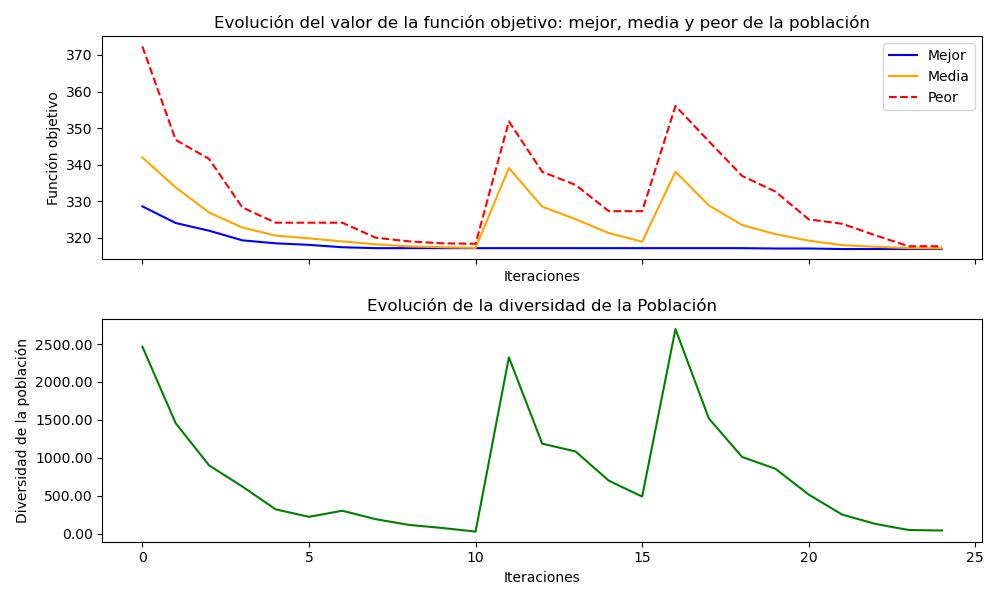 Evolución del valor de la función objetivo: mejor, media y peor de la población
Función objetivo
370
360
350
340
330
320
Mejor
Media
Peor
Iteraciones
Evolución de la diversidad de la Población
Diversidad de la población
2500.00
2000.00
1500.00
1000.00
500.00
0.00
0 5 10 15 20 25
Iteraciones